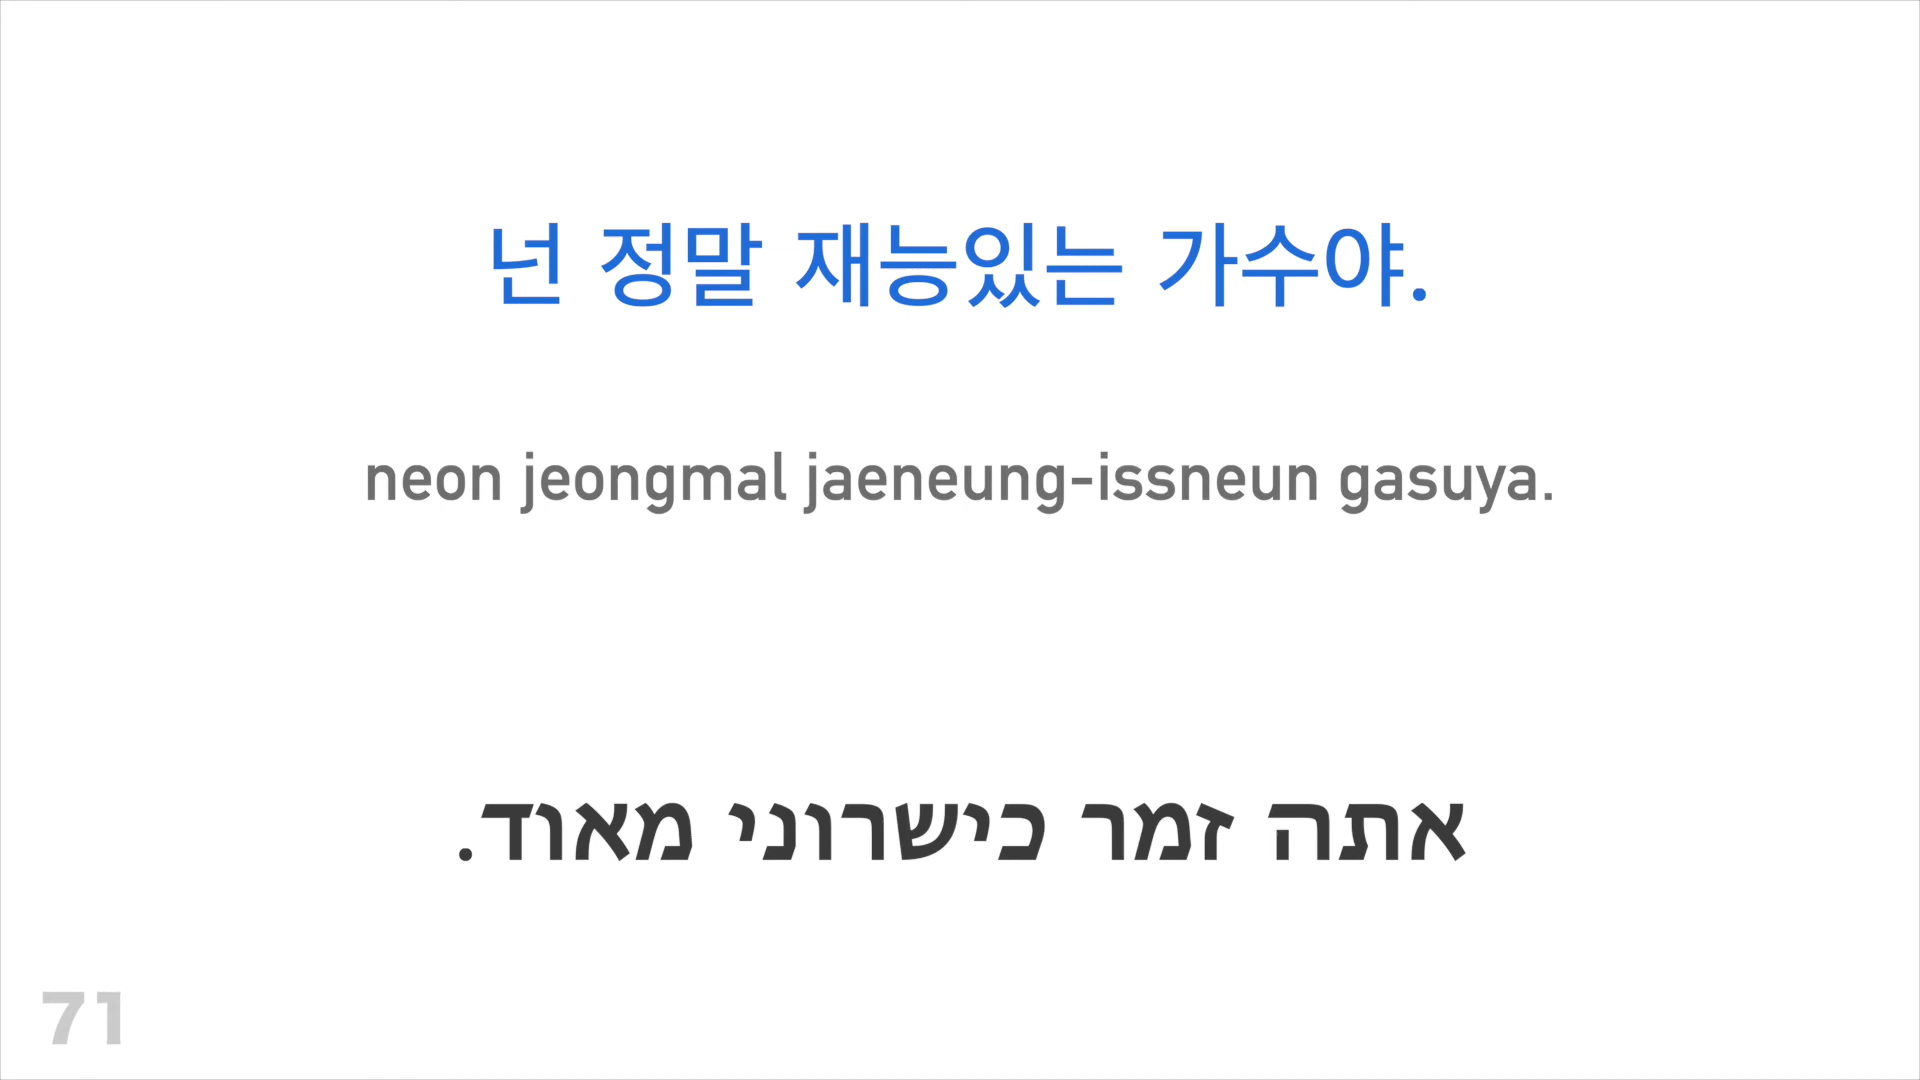 넌 정말 재능있는 가수야.
neon jeongmal jaeneung-issneun gasuya.
אתה זמר כישרוני מאוד.
71